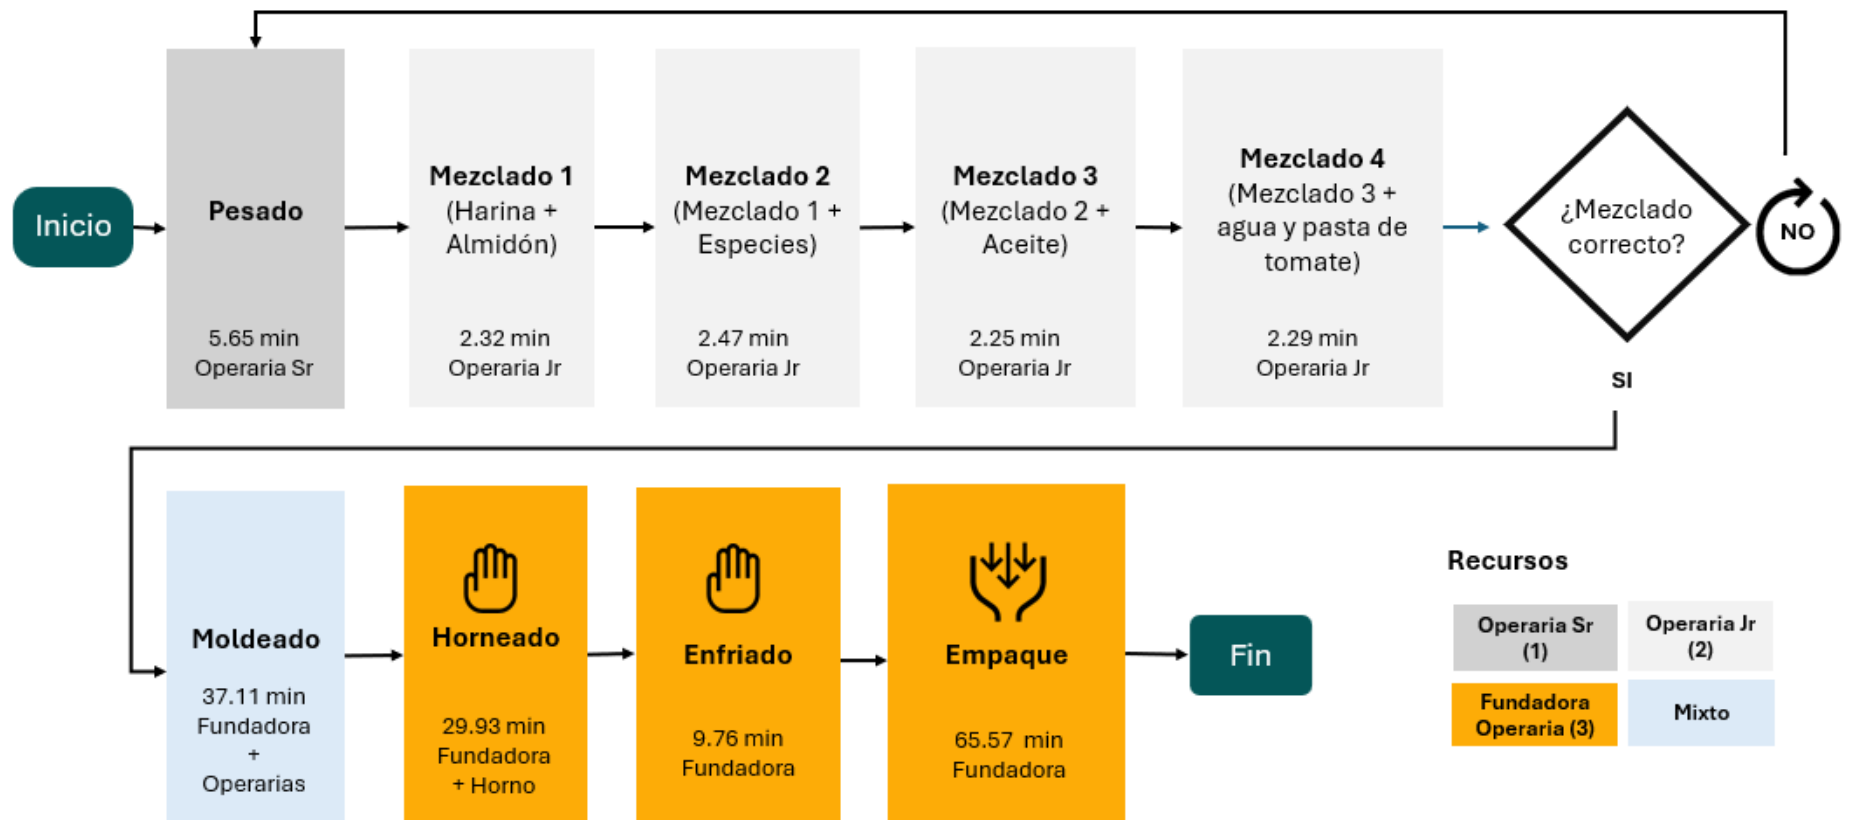 Inicio
Pesado
5.65 min
Operaria Sr
Mezclado 1
(Harina +
Almidón)
2.32 min
Operaria Jr
Mezclado 2
(Mezclado 1 +
Especies)
2.47 min
Operaria Jr
Mezclado 3
(Mezclado 2 +
Aceite)
2.25 min
Operaria Jr
Mezclado 4
(Mezclado 3 +
agua y pasta de
tomate)
2.29 min
Operaria Jr
¿Mezclado
correcto?
NO
SI
Moldeado
37.11 min
Fundadora
+
Operarias
Horneado
29.93 min
Fundadora
+ Horno
Enfriado
9.76 min
Fundadora
Empaque
65.57 min
Fundadora
Fin
Recursos
Operaria Sr
(1)
Operaria Jr
(2)
Fundadora
Operaria (3)
Mixto